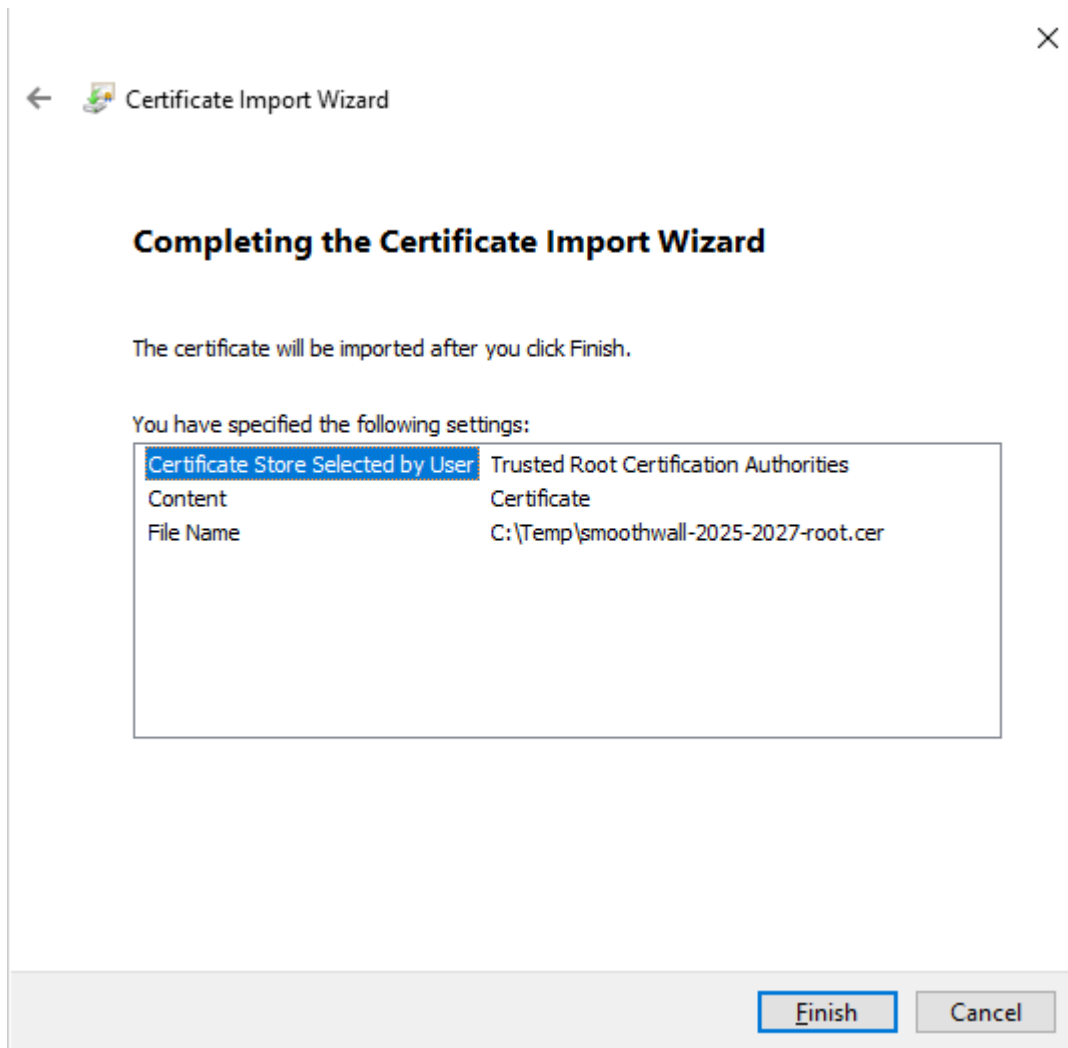 Certificate Import Wizard
Completing the Certificate Import Wizard
The certificate will be imported after you click Finish.
You have specified the following settings:
Certificate Store Selected by User Trusted Root Certification Authorities
Content Certificate
File Name C:\Temp\smoothwall-2025-2027-root.cer
Finish Cancel